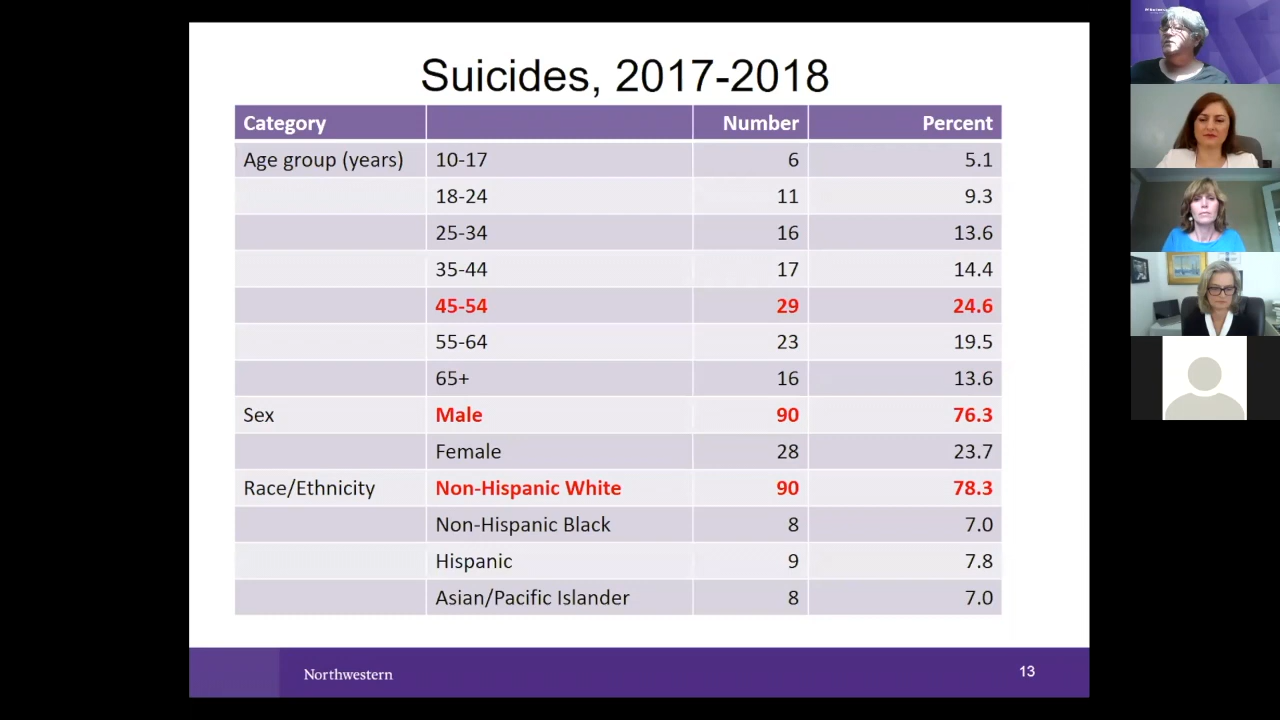 Suicides, 2017-2018
Category Number Percent
Age group (years) 10-17 6 5.1
18-24 11 9.3
25-34 16 13.6
35-44 17 14.4
45-54 29 24.6
55-64 23 19.5
65+ 16 13.6
Sex Male 90 76.3
Female 28 23.7
Race/Ethnicity Non-Hispanic White 90 78.3
Non-Hispanic Black 8 7.0
Hispanic 9 7.8
Asian/Pacific Islander 8 7.0
Northwestern 13